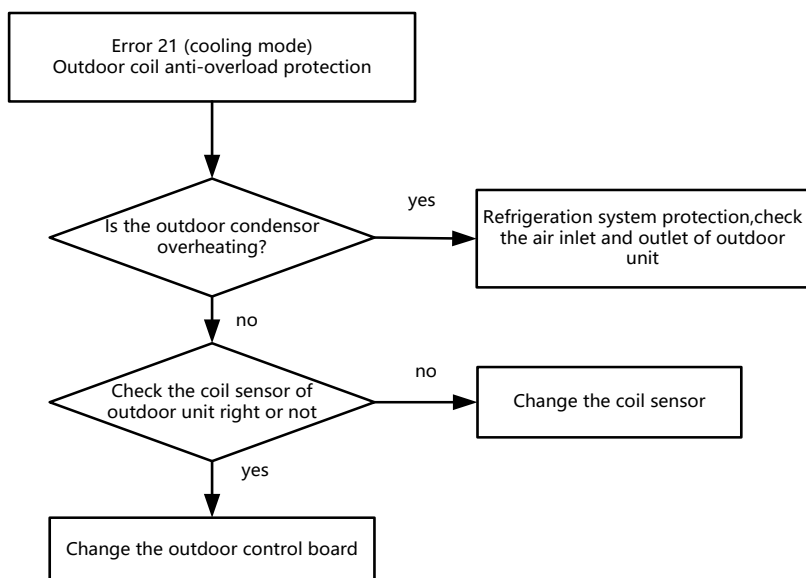 Error 21 (cooling mode)
Outdoor coil anti-overload protection
Is the outdoor condensor
overheating?
yes
Refrigeration system protection,check
the air inlet and outlet of outdoor
unit
no
Check the coil sensor of
outdoor unit right or not
no
Change the coil sensor
yes
Change the outdoor control board